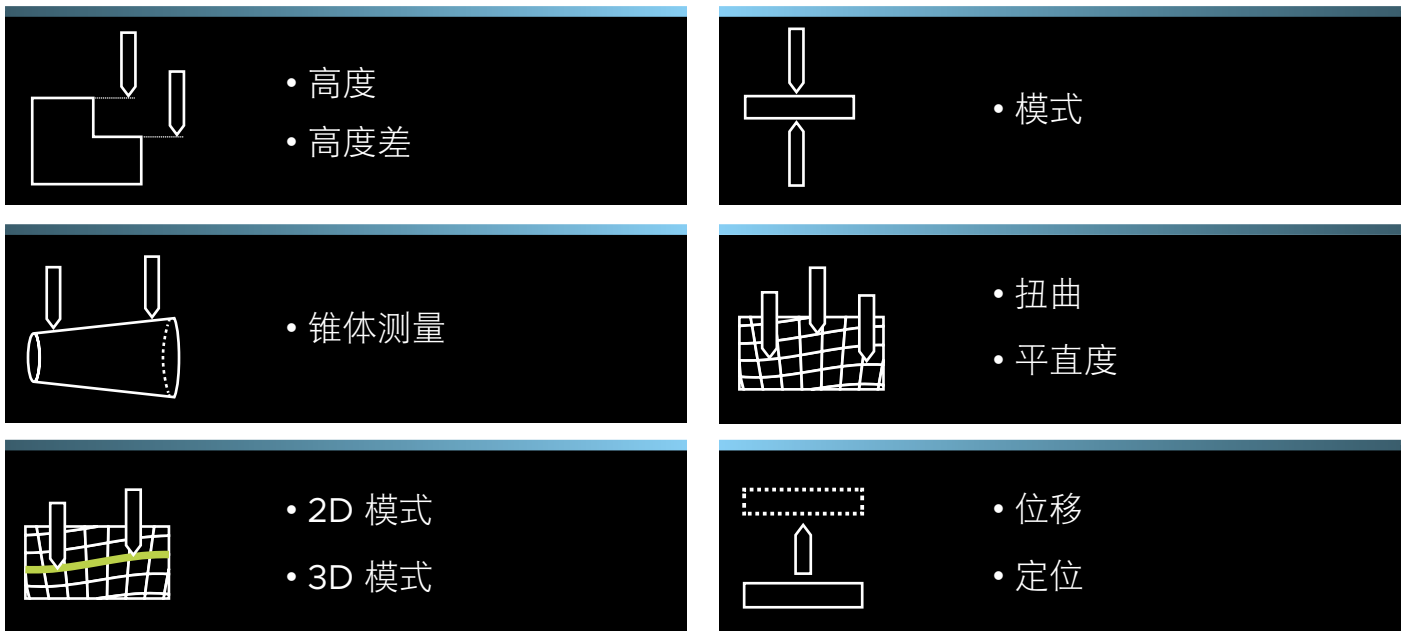 • 高度
• 高度差
• 模式
• 锥体测量
• 扭曲
• 平直度
• 2D 模式
• 3D 模式
• 位移
• 定位